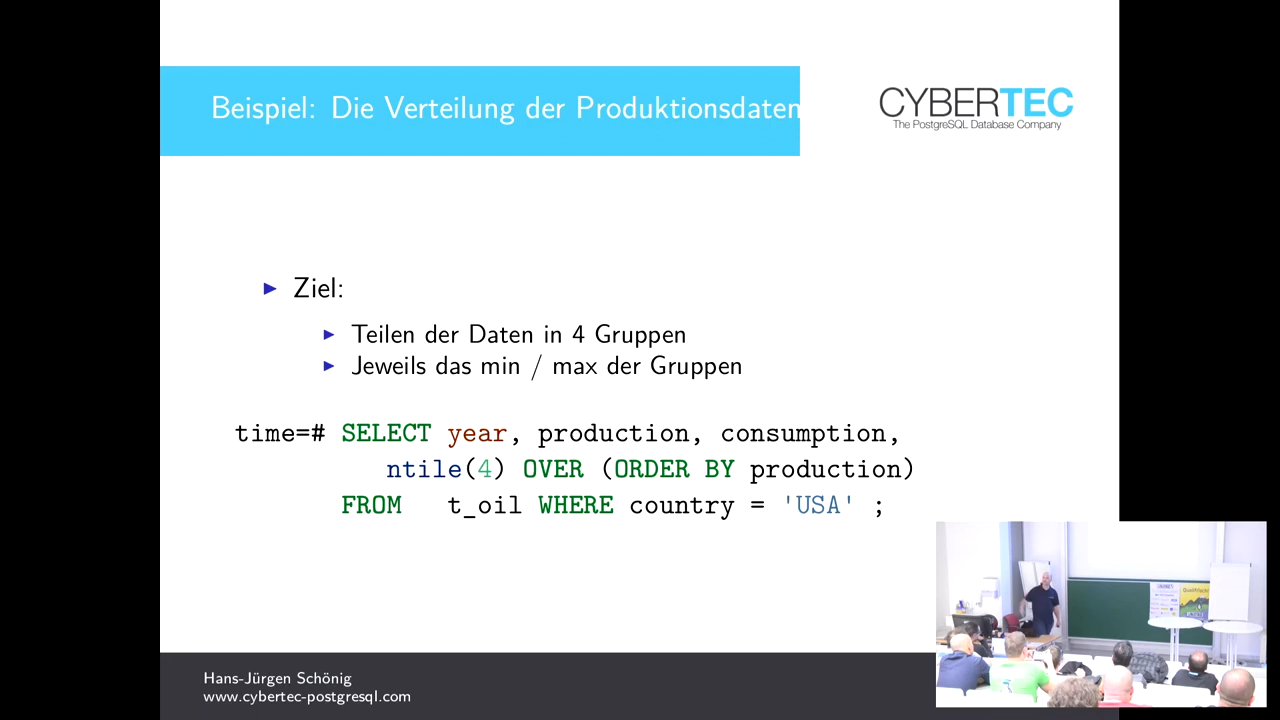 Beispiel: Die Verteilung der Produktionsdaten
CYBERTEC
The PostgreSQL Database Company
Ziel:
Teilen der Daten in 4 Gruppen
Jeweils das min / max der Gruppen
time=# SELECT year, production, consumption,
ntile(4) OVER (ORDER BY production)
FROM t_oil WHERE country = 'USA' ;
Hans-Jürgen Schönig
www.cybertec-postgresql.com